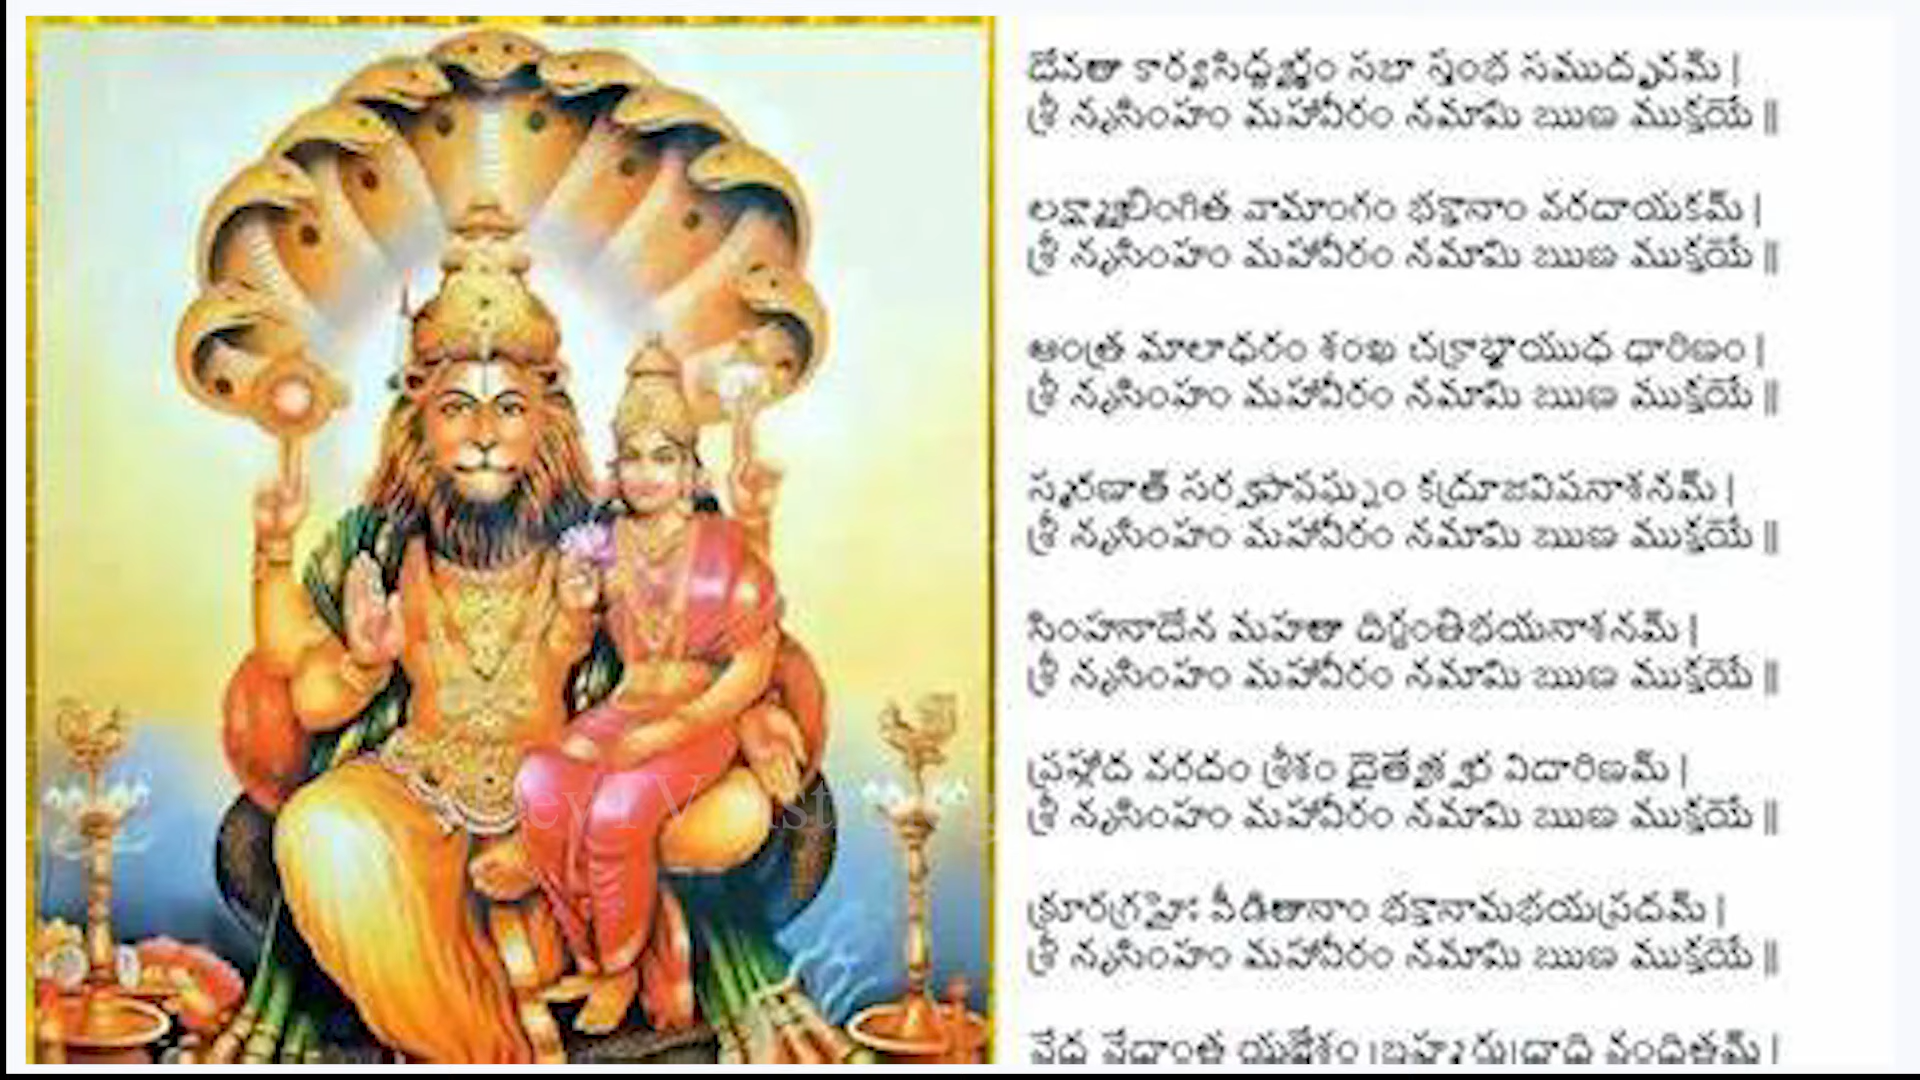 దేవతా కార్యసిద్ధ్యర్థం సభా స్తంభ సముద్భవమ్ |
శ్రీ నృసింహం మహావీరం నమామి ఋణ ముక్తయే ||
లక్ష్మ్యాలింగిత వామాంగం భక్తానాం వరదాయకమ్ |
శ్రీ నృసింహం మహావీరం నమామి ఋణ ముక్తయే ||
ఆంత్ర మాలాధరం శంఖ చక్రాబ్జాయుధ ధారిణం |
శ్రీ నృసింహం మహావీరం నమామి ఋణ ముక్తయే ||
స్మరణాత్ సర్వపాపఘ్నం కద్రూజవిషనాశనమ్ |
శ్రీ నృసింహం మహావీరం నమామి ఋణ ముక్తయే ||
సింహనాదేన మహతా దిగ్దంతిభయనాశనమ్ |
శ్రీ నృసింహం మహావీరం నమామి ఋణ ముక్తయే ||
ప్రహ్లాద వరదం శ్రీశం దైత్యేశ్వర విదారిణమ్ |
శ్రీ నృసింహం మహావీరం నమామి ఋణ ముక్తయే ||
క్రూరగ్రహైః పీడితానాం భక్తానామభయప్రదమ్ |
శ్రీ నృసింహం మహావీరం నమామి ఋణ ముక్తయే ||
వేద వేదాంత యజ్ఞేశం బ్రహ్మ రుద్రాది వందితమ్ |